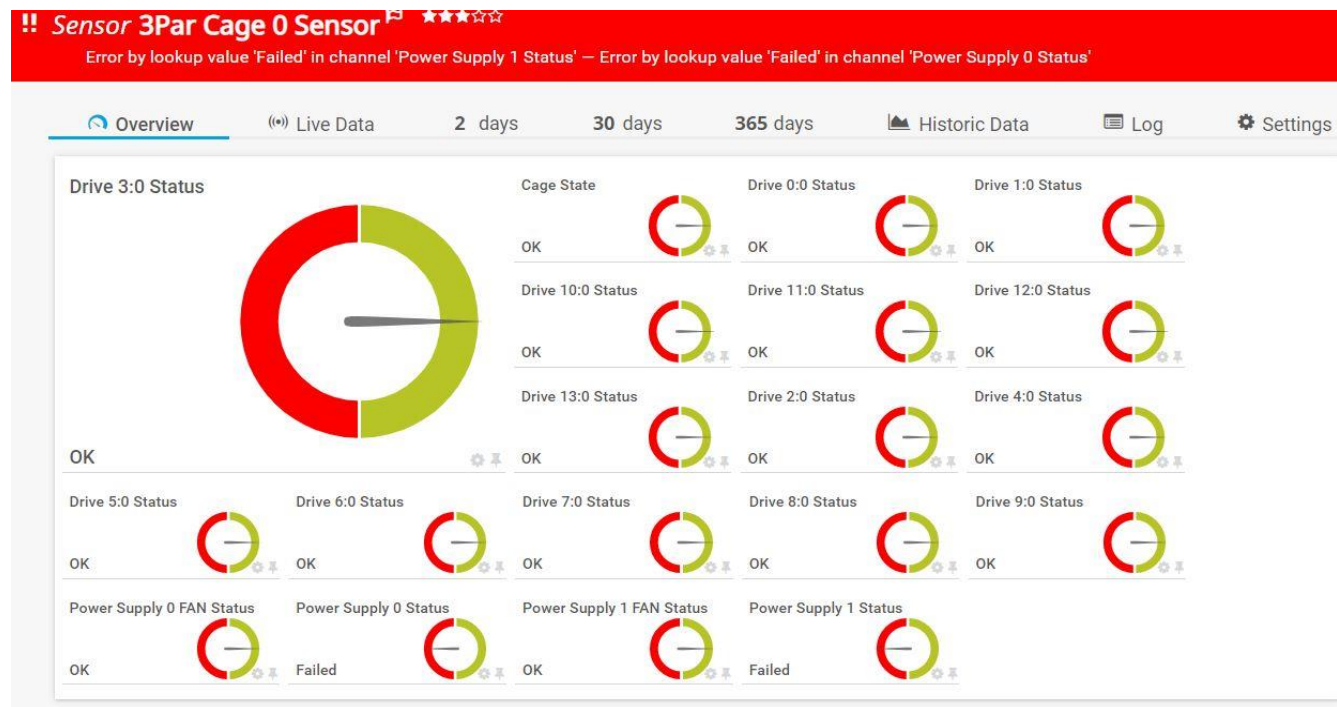 !! Sensor 3Par Cage 0 Sensor
Error by lookup value 'Failed' in channel 'Power Supply 1 Status' — Error by lookup value 'Failed' in channel 'Power Supply 0 Status'
Overview Live Data 2 days 30 days 365 days Historic Data Log Settings
Drive 3:0 Status
OK
Cage State
OK
Drive 0:0 Status
OK
Drive 1:0 Status
OK
Drive 10:0 Status
OK
Drive 11:0 Status
OK
Drive 12:0 Status
OK
Drive 13:0 Status
OK
Drive 2:0 Status
OK
Drive 4:0 Status
OK
Drive 5:0 Status
OK
Drive 6:0 Status
OK
Drive 7:0 Status
OK
Drive 8:0 Status
OK
Drive 9:0 Status
OK
Power Supply 0 FAN Status
OK
Power Supply 0 Status
Failed
Power Supply 1 FAN Status
OK
Power Supply 1 Status
Failed